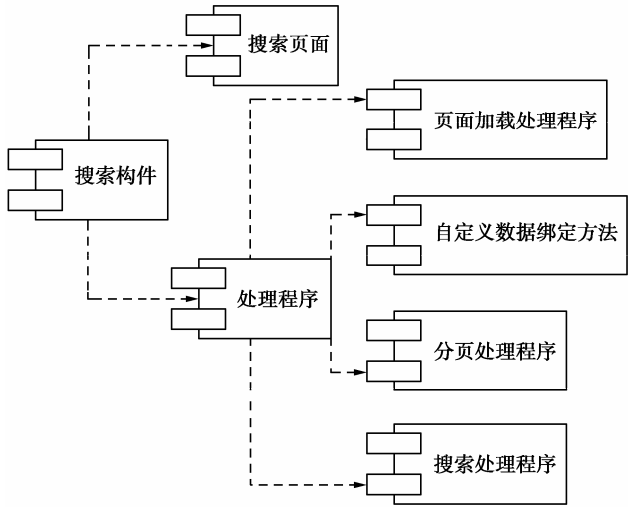 搜索页面
页面加载处理程序
搜索构件
自定义数据绑定方法
处理程序
分页处理程序
搜索处理程序